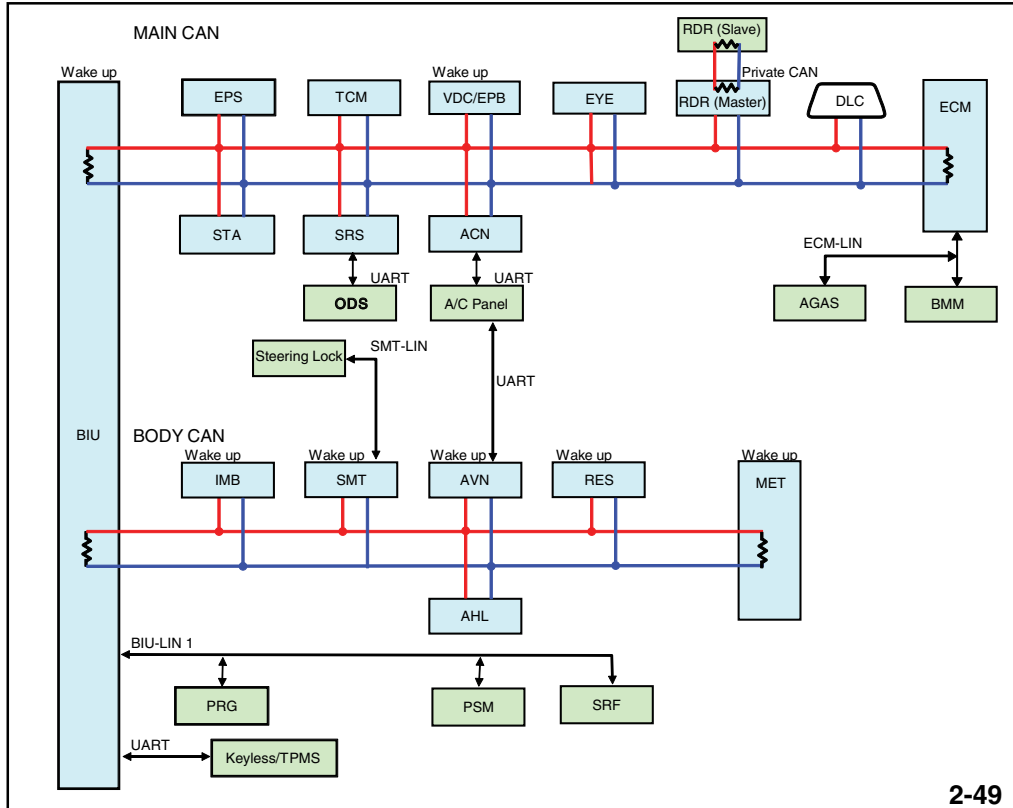 MAIN CAN
RDR (Slave)
Wake up
Wake up
Private CAN
EPS
TCM
VDC/EPB
EYE
RDR (Master)
DLC
ECM
STA
SRS
ACN
ECM-LIN
UART
UART
ODS
A/C Panel
AGAS
BMM
SMT-LIN
Steering Lock
UART
BIU
BODY CAN
Wake up
Wake up
Wake up
Wake up
Wake up
IMB
SMT
AVN
RES
MET
AHL
BIU-LIN 1
PRG
PSM
SRF
UART
Keyless/TPMS
2-49